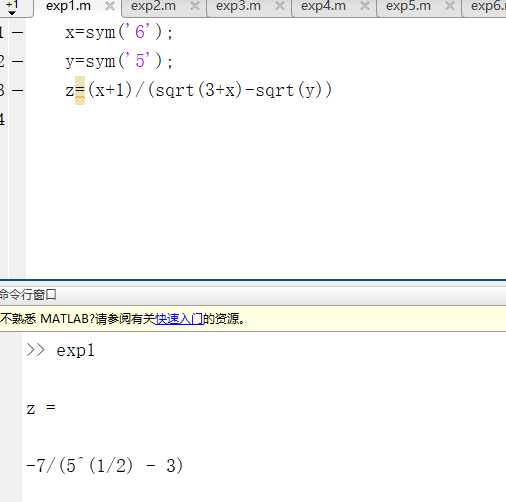 +1 exp1.m × exp2.m × exp3.m × exp4.m × exp5.m × exp6.m
1 — x=sym('6');
2 — y=sym('5');
3 — z=(x+1)/(sqrt(3+x)-sqrt(y))
4
命令行窗口
不熟悉 MATLAB?请参阅有关快速入门的资源。
>> exp1
z =
-7/(5^(1/2) - 3)